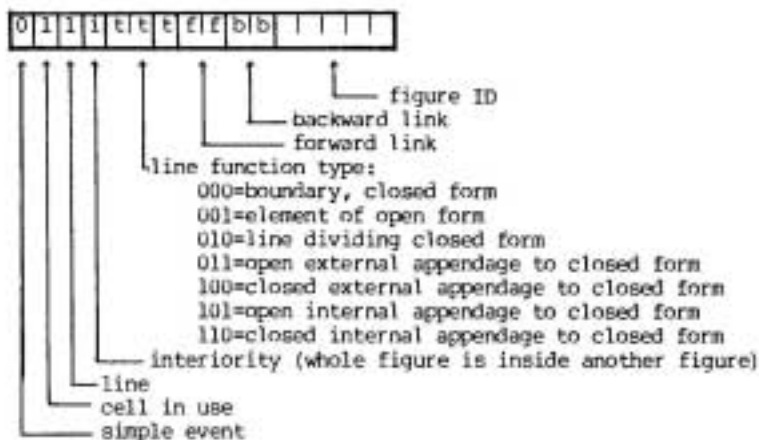 0 1 1 i t t t f f b b
figure ID
backward link
forward link
line function type:
000=boundary, closed form
001=element of open form
010=line dividing closed form
011=open external appendage to closed form
100=closed external appendage to closed form
101=open internal appendage to closed form
110=closed internal appendage to closed form
interiority (whole figure is inside another figure)
line
cell in use
simple event